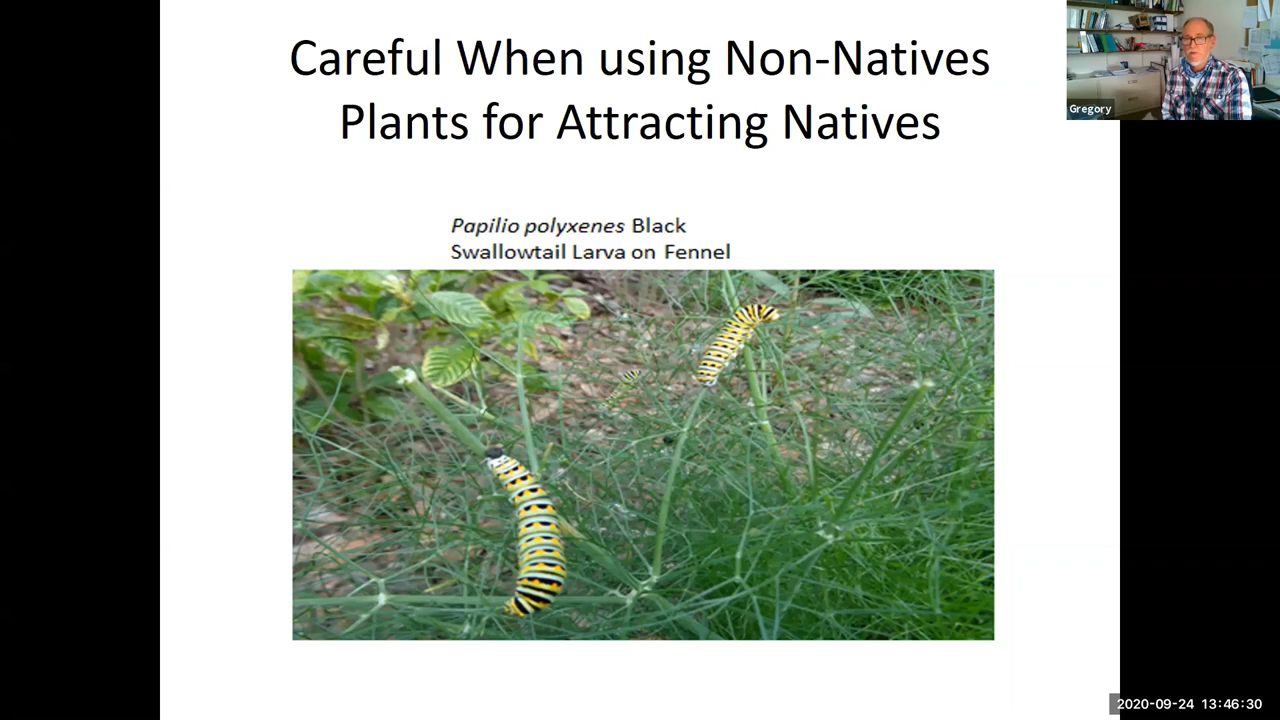 Careful When using Non-Natives
Plants for Attracting Natives
Papilio polyxenes Black
Swallowtail Larva on Fennel
Gregory
2020-09-24 13:46:30